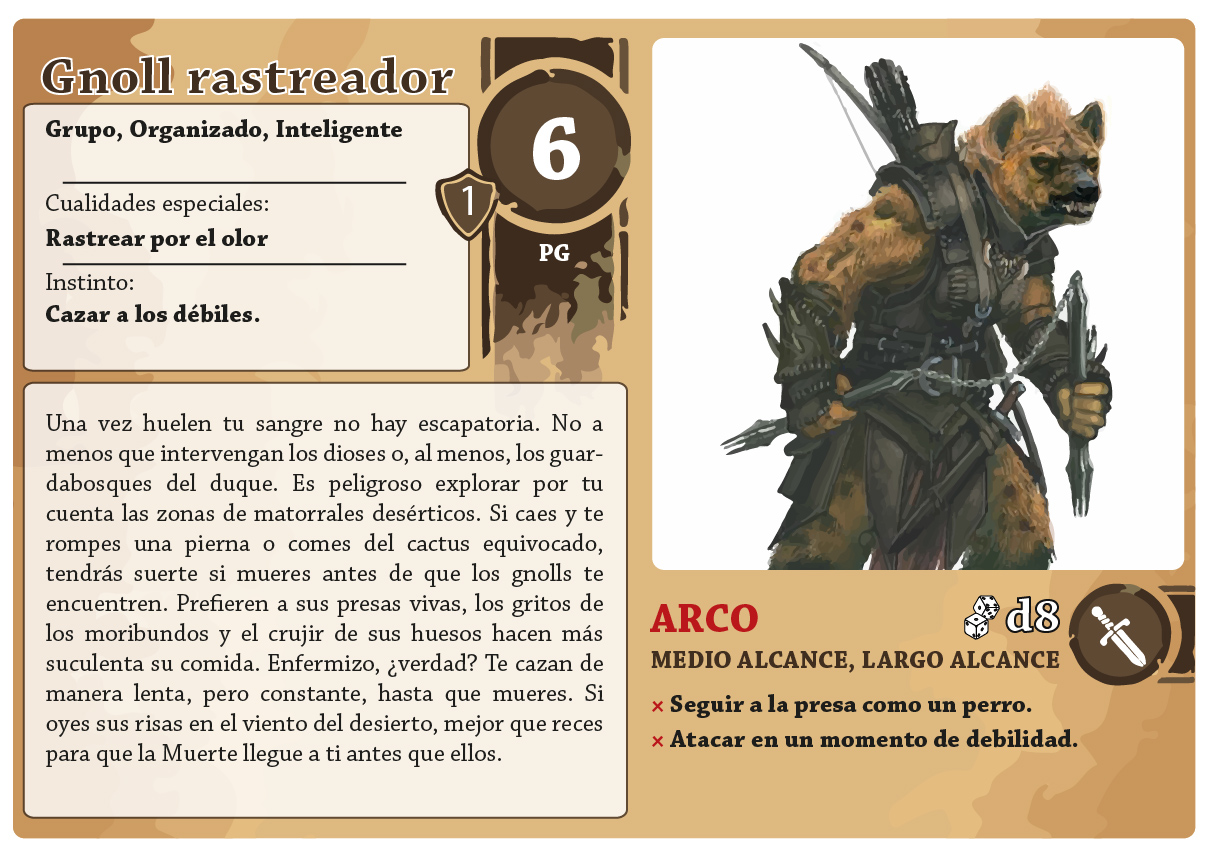 Gnoll rastreador
Grupo, Organizado, Inteligente
Cualidades especiales:
Rastrear por el olor
Instinto:
Cazar a los débiles.
1
6
PG
Una vez huelen tu sangre no hay escapatoria. No a
menos que intervengan los dioses o, al menos, los guar-
dabosques del duque. Es peligroso explorar por tu
cuenta las zonas de matorrales desérticos. Si caes y te
rompes una pierna o comes del cactus equivocado,
tendrás suerte si mueres antes de que los gnolls te
encuentren. Prefieren a sus presas vivas, los gritos de
los moribundos y el crujir de sus huesos hacen más
suculenta su comida. Enfermizo, ¿verdad? Te cazan de
manera lenta, pero constante, hasta que mueres. Si
oyes sus risas en el viento del desierto, mejor que reces
para que la Muerte llegue a ti antes que ellos.
ARCO d8
MEDIO ALCANCE, LARGO ALCANCE
× Seguir a la presa como un perro.
× Atacar en un momento de debilidad.